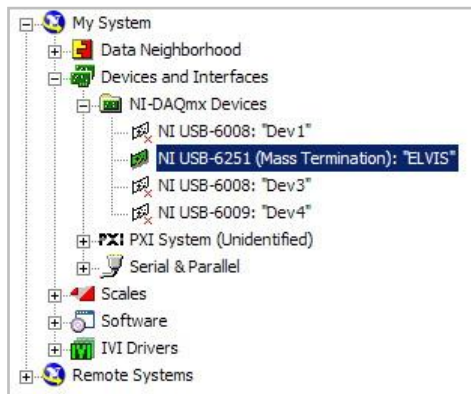 My System
Data Neighborhood
Devices and Interfaces
NI-DAQmx Devices
NI USB-6008: "Dev1"
NI USB-6251 (Mass Termination): "ELVIS"
NI USB-6008: "Dev3"
NI USB-6009: "Dev4"
PXI PXI System (Unidentified)
Serial & Parallel
Scales
Software
IVI Drivers
Remote Systems